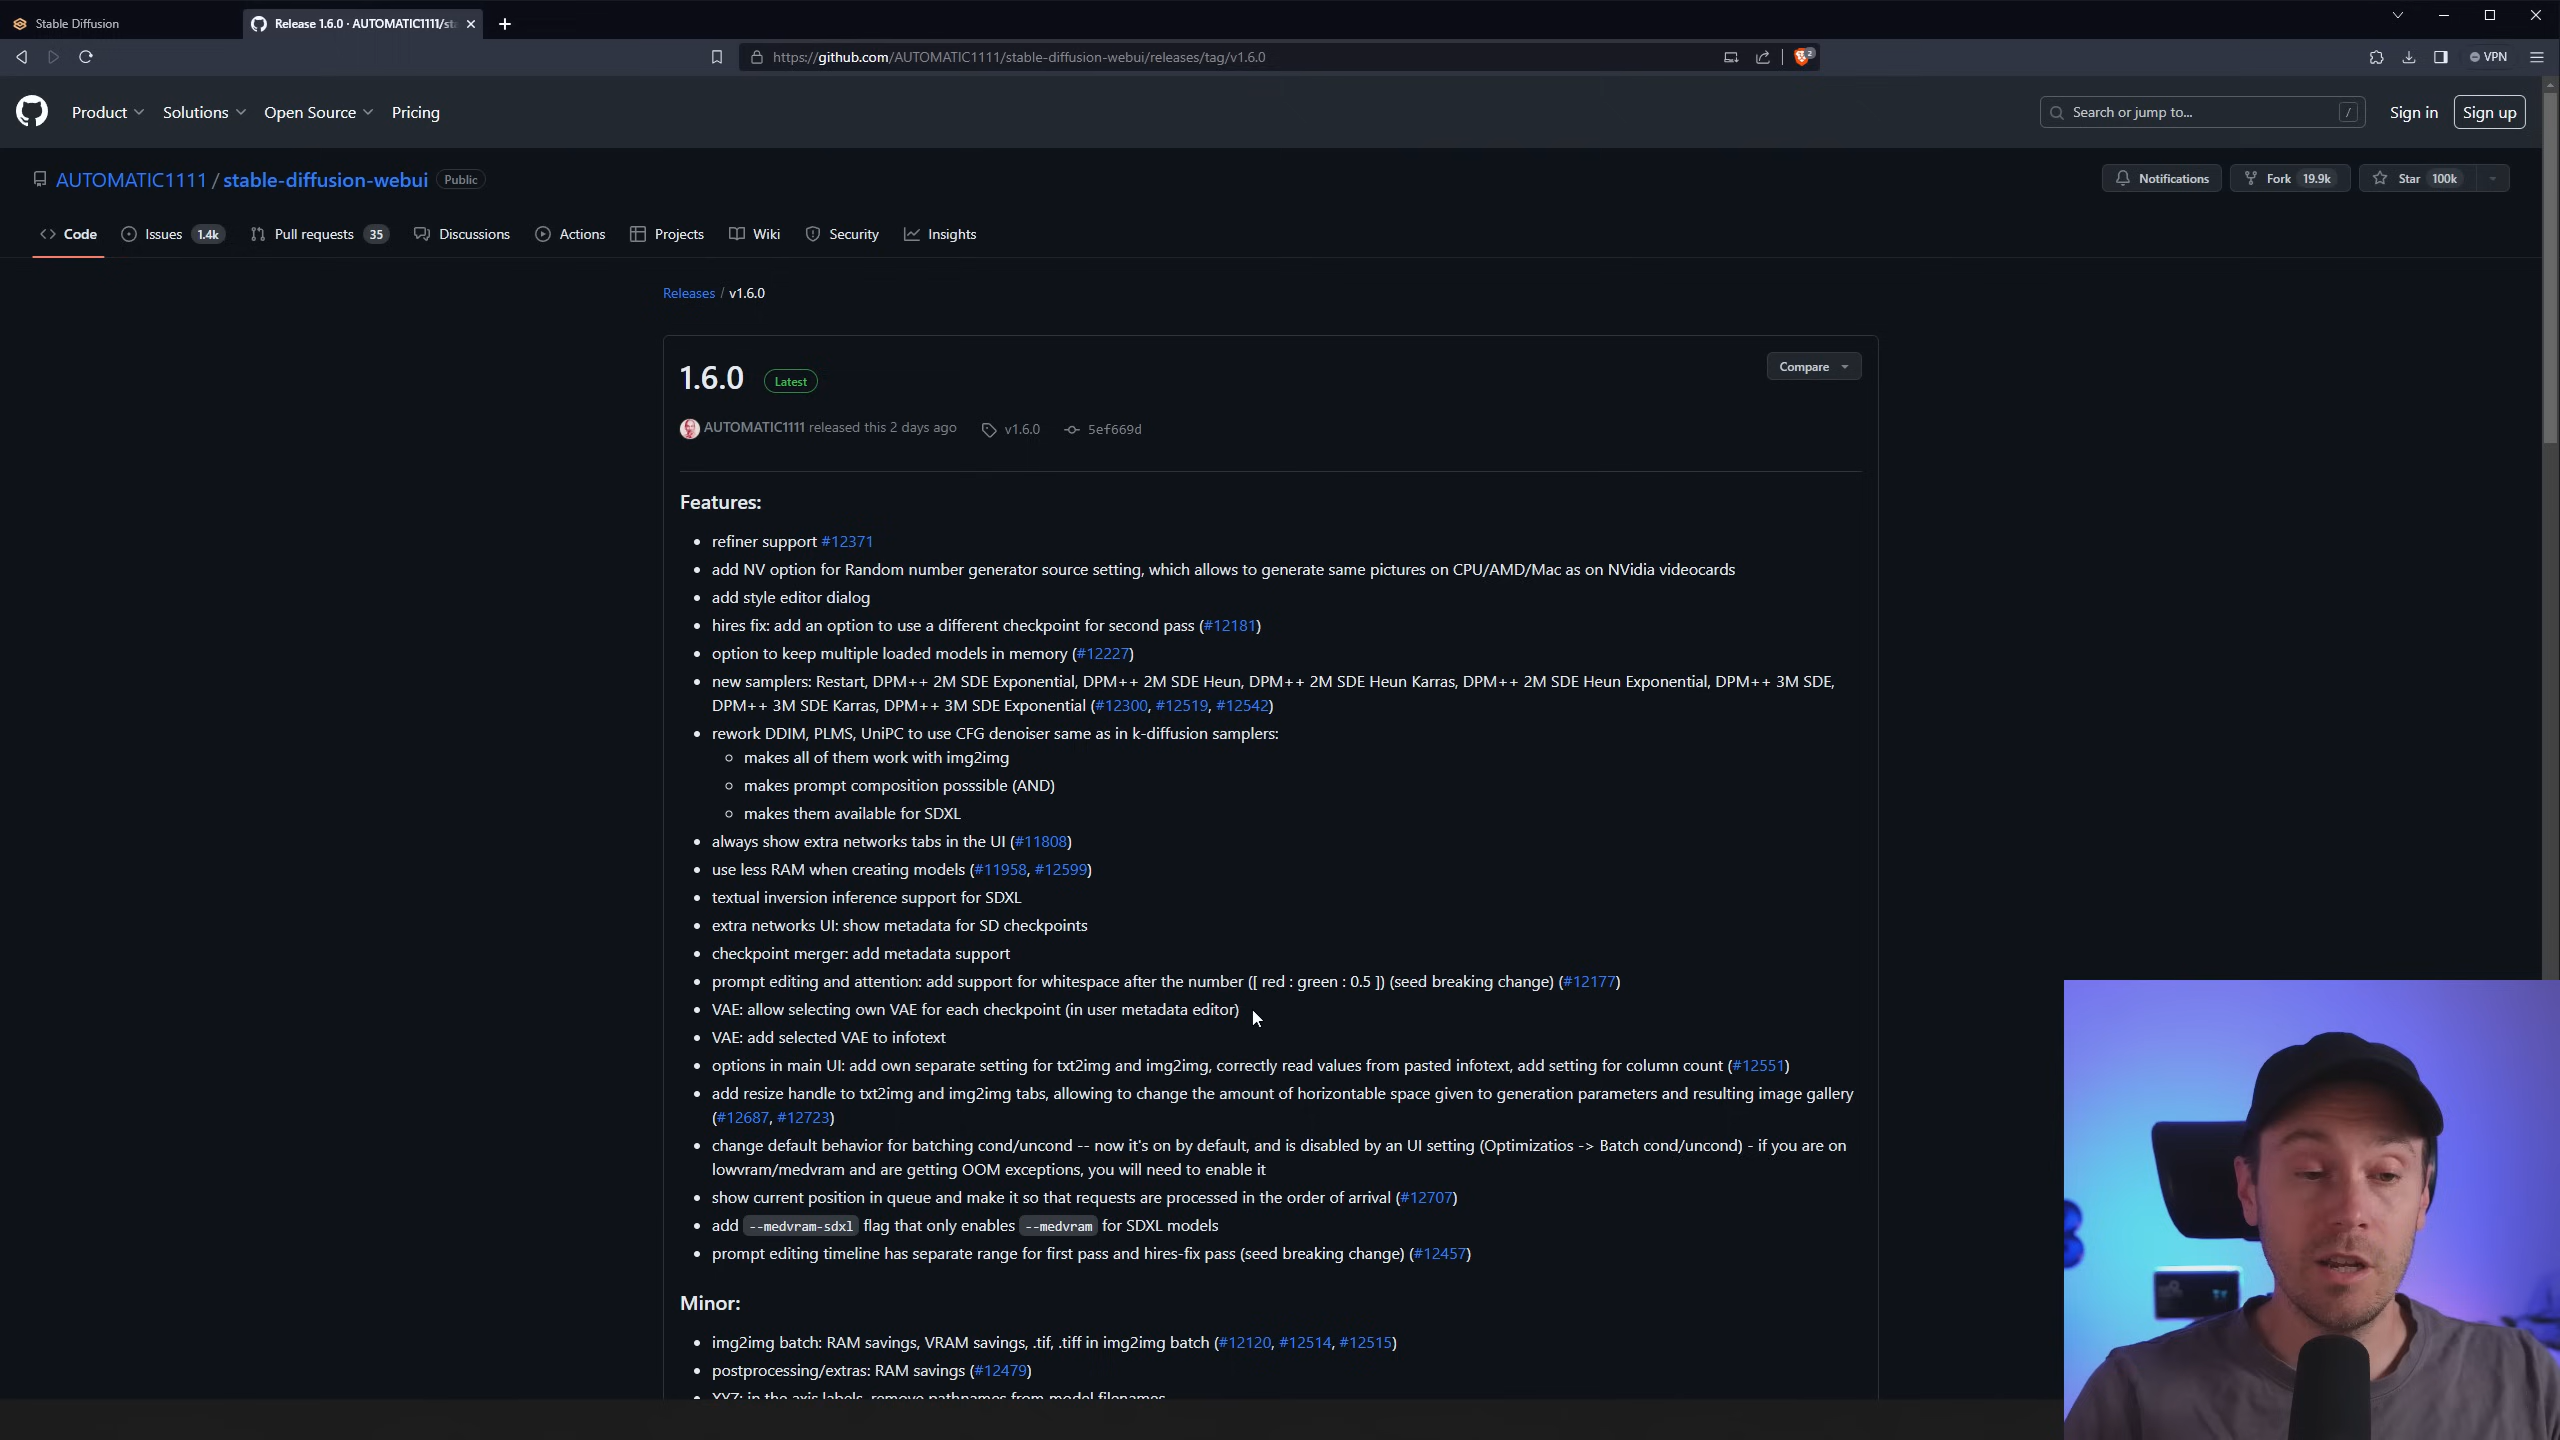 Stable Diffusion
Release 1.6.0 · AUTOMATIC1111/st
https://github.com/AUTOMATIC1111/stable-diffusion-webui/releases/tag/v1.6.0
2
VPN
Product
Solutions
Open Source
Pricing
Search or jump to...
/
Sign in
Sign up
AUTOMATIC1111 / stable-diffusion-webui
Public
Notifications
Fork 19.9k
Star 100k
Code
Issues 1.4k
Pull requests 35
Discussions
Actions
Projects
Wiki
Security
Insights
Releases / v1.6.0
1.6.0
Latest
Compare
AUTOMATIC1111 released this 2 days ago
v1.6.0
5ef669d
Features:
• refiner support #12371
• add NV option for Random number generator source setting, which allows to generate same pictures on CPU/AMD/Mac as on NVidia videocards
• add style editor dialog
• hires fix: add an option to use a different checkpoint for second pass (#12181)
• option to keep multiple loaded models in memory (#12227)
• new samplers: Restart, DPM++ 2M SDE Exponential, DPM++ 2M SDE Heun, DPM++ 2M SDE Heun Karras, DPM++ 2M SDE Heun Exponential, DPM++ 3M SDE,
DPM++ 3M SDE Karras, DPM++ 3M SDE Exponential (#12300, #12519, #12542)
• rework DDIM, PLMS, UniPC to use CFG denoiser same as in k-diffusion samplers:
◦ makes all of them work with img2img
◦ makes prompt composition posssible (AND)
◦ makes them available for SDXL
• always show extra networks tabs in the UI (#11808)
• use less RAM when creating models (#11958, #12599)
• textual inversion inference support for SDXL
• extra networks UI: show metadata for SD checkpoints
• checkpoint merger: add metadata support
• prompt editing and attention: add support for whitespace after the number ([ red : green : 0.5 ]) (seed breaking change) (#12177)
• VAE: allow selecting own VAE for each checkpoint (in user metadata editor)
• VAE: add selected VAE to infotext
• options in main UI: add own separate setting for txt2img and img2img, correctly read values from pasted infotext, add setting for column count (#12551)
• add resize handle to txt2img and img2img tabs, allowing to change the amount of horizontable space given to generation parameters and resulting image gallery
(#12687, #12723)
• change default behavior for batching cond/uncond -- now it's on by default, and is disabled by an UI setting (Optimizatios -> Batch cond/uncond) - if you are on
lowvram/medvram and are getting OOM exceptions, you will need to enable it
• show current position in queue and make it so that requests are processed in the order of arrival (#12707)
• add --medvram-sdxl flag that only enables --medvram for SDXL models
• prompt editing timeline has separate range for first pass and hires-fix pass (seed breaking change) (#12457)
Minor:
• img2img batch: RAM savings, VRAM savings, .tif, .tiff in img2img batch (#12120, #12514, #12515)
• postprocessing/extras: RAM savings (#12479)
• XYZ: in the axis labels, remove pathnames from model filenames